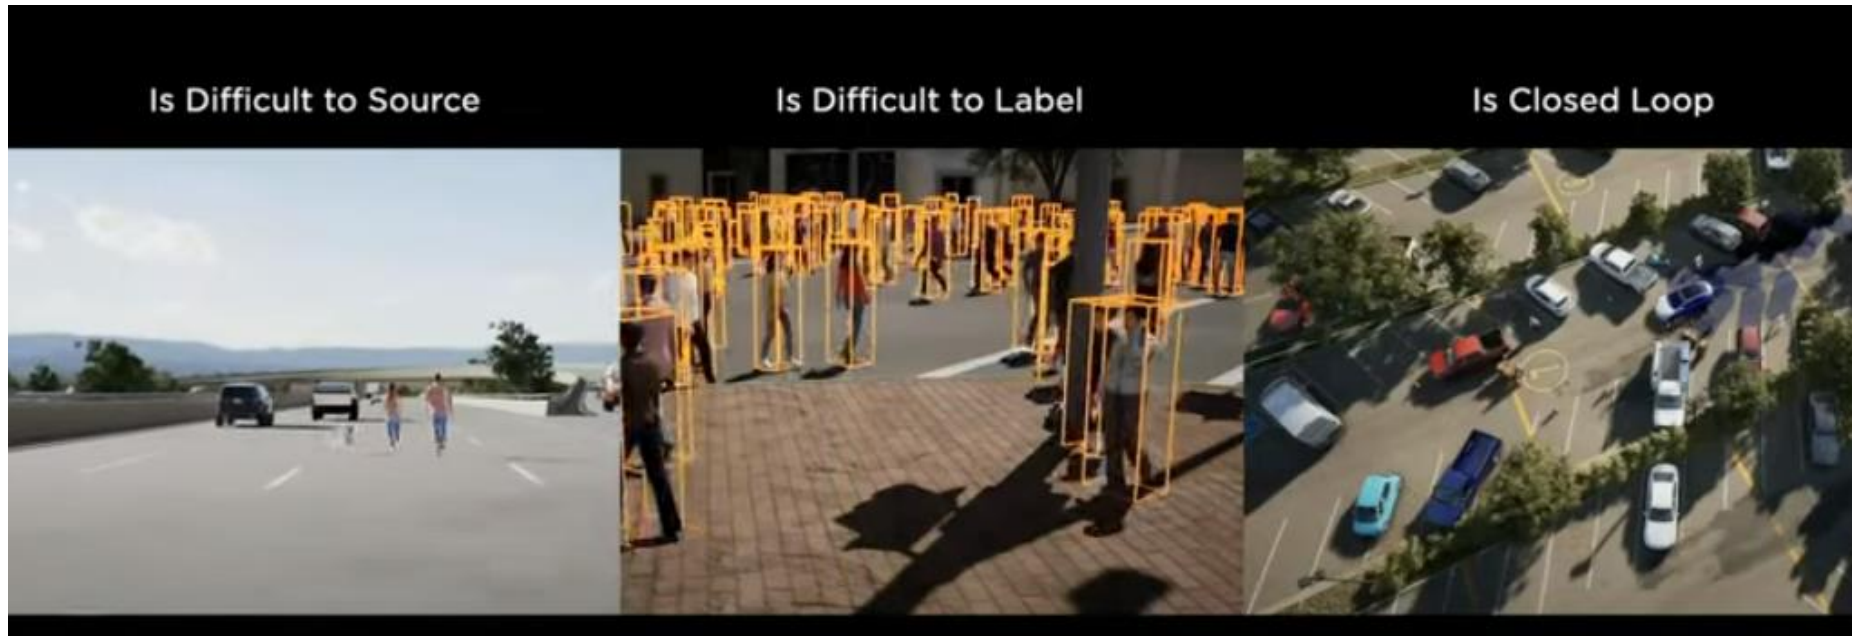 Is Difficult to Source
Is Difficult to Label
Is Closed Loop